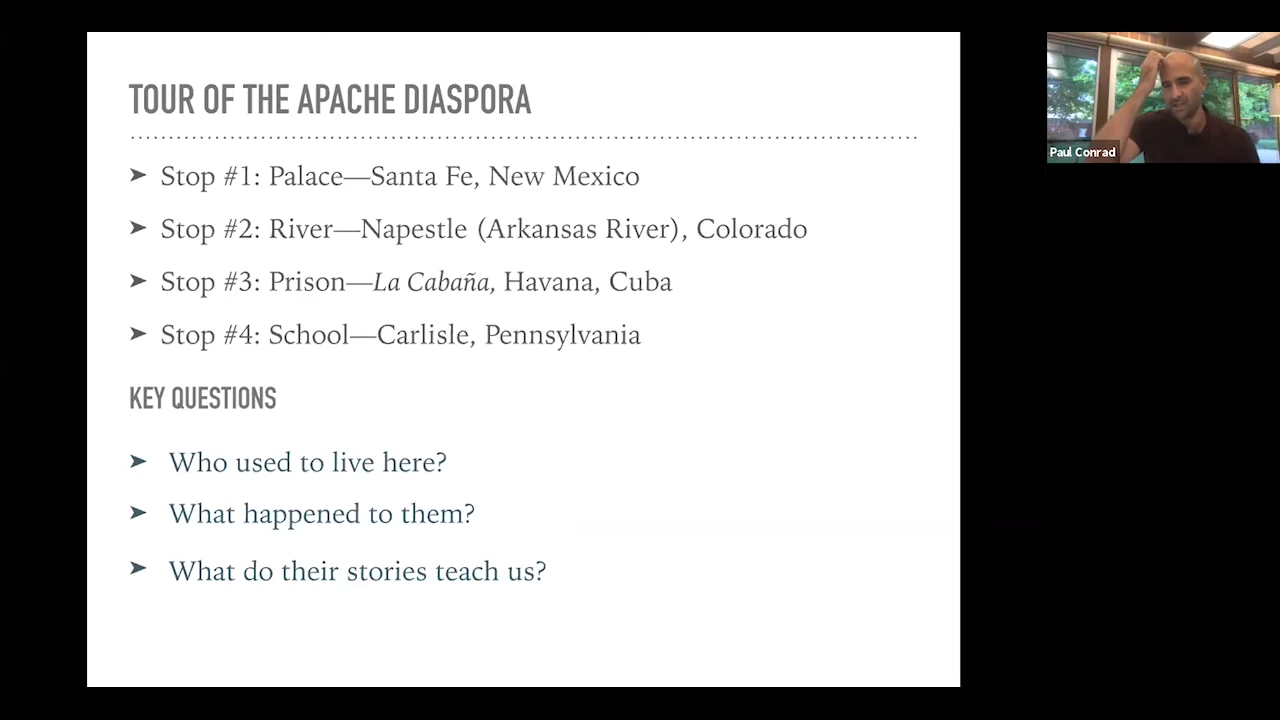 TOUR OF THE APACHE DIASPORA
➤ Stop #1: Palace—Santa Fe, New Mexico
➤ Stop #2: River—Napestle (Arkansas River), Colorado
➤ Stop #3: Prison—La Cabaña, Havana, Cuba
➤ Stop #4: School—Carlisle, Pennsylvania
KEY QUESTIONS
➤ Who used to live here?
➤ What happened to them?
➤ What do their stories teach us?
Paul Conrad